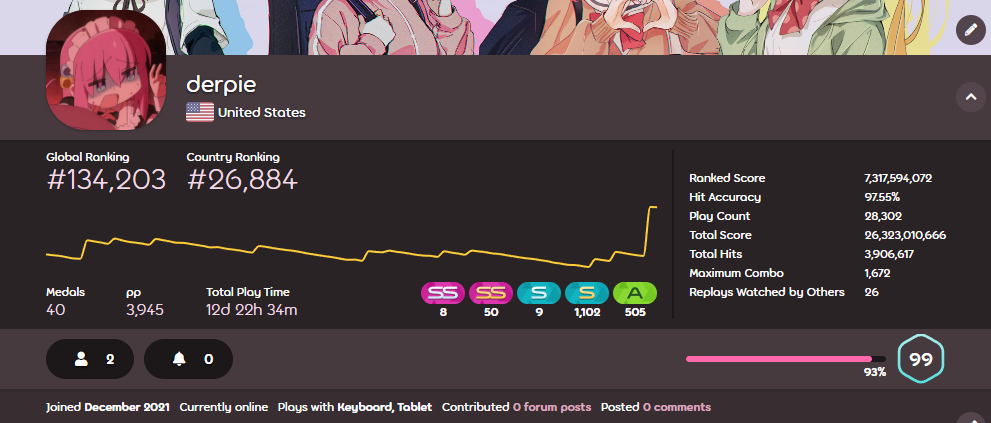 derpie
United States
Global Ranking Country Ranking
#134,203 #26,884
Medals pp Total Play Time
40 3,945 12d 22h 34m
SS SS S S A
8 50 9 1,102 505
Ranked Score 7,317,594,072
Hit Accuracy 97.55%
Play Count 28,302
Total Score 26,323,010,666
Total Hits 3,906,617
Maximum Combo 1,672
Replays Watched by Others 26
2 0
93% 99
Joined December 2021 Currently online Plays with Keyboard, Tablet Contributed 0 forum posts Posted 0 comments